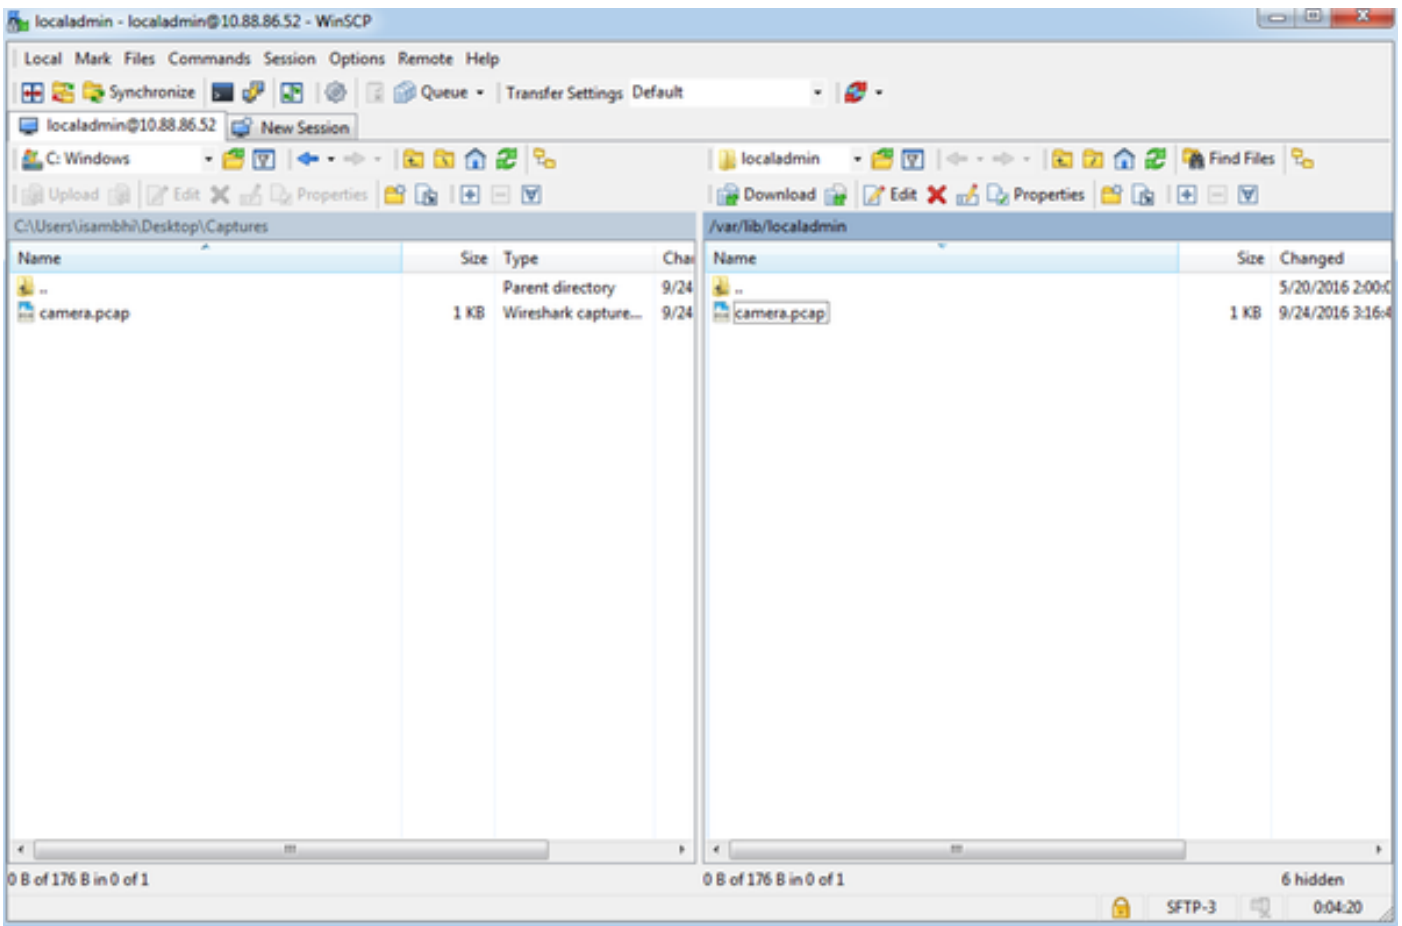 localadmin - localadmin@10.88.86.52 - WinSCP
Local Mark Files Commands Session Options Remote Help
Synchronize Queue Transfer Settings Default
localadmin@10.88.86.52 New Session
C: Windows localadmin Find Files
Upload Edit Properties Download Edit Properties
C:\Users\isambhi\Desktop\Captures /var/lib/localadmin
Name Size Type Cha Name Size Changed
.. Parent directory 9/24 .. 5/20/2016 2:00:0
camera.pcap 1 KB Wireshark capture... 9/24 camera.pcap 1 KB 9/24/2016 3:16:4
0 B of 176 B in 0 of 1 0 B of 176 B in 0 of 1 6 hidden
SFTP-3 0:04:20